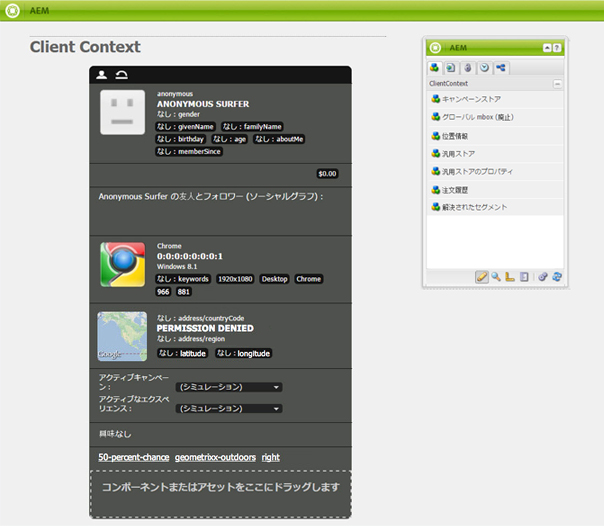 AEM
Client Context
anonymous
ANONYMOUS SURFER
なし : gender
なし : givenName なし : familyName
なし : birthday なし : age なし : aboutMe
なし : memberSince
$0.00
Anonymous Surfer の友人とフォロワー (ソーシャルグラフ) :
Chrome
0:0:0:0:0:0:0:1
Windows 8.1
なし : keywords 1920x1080 Desktop Chrome
966 881
なし : address/countryCode
PERMISSION DENIED
なし : address/region
なし : latitude なし : longitude
Google
アクティブキャンペー
ン : (シミュレーション)
アクティブなエクスペ
リエンス : (シミュレーション)
興味なし
50-percent-chance geometrixx-outdoors right
コンポーネントまたはアセットをここにドラッグします
AEM
ClientContext
キャンペーンストア
グローバル mbox (廃止)
位置情報
汎用ストア
汎用ストアのプロパティ
注文履歴
解決されたセグメント